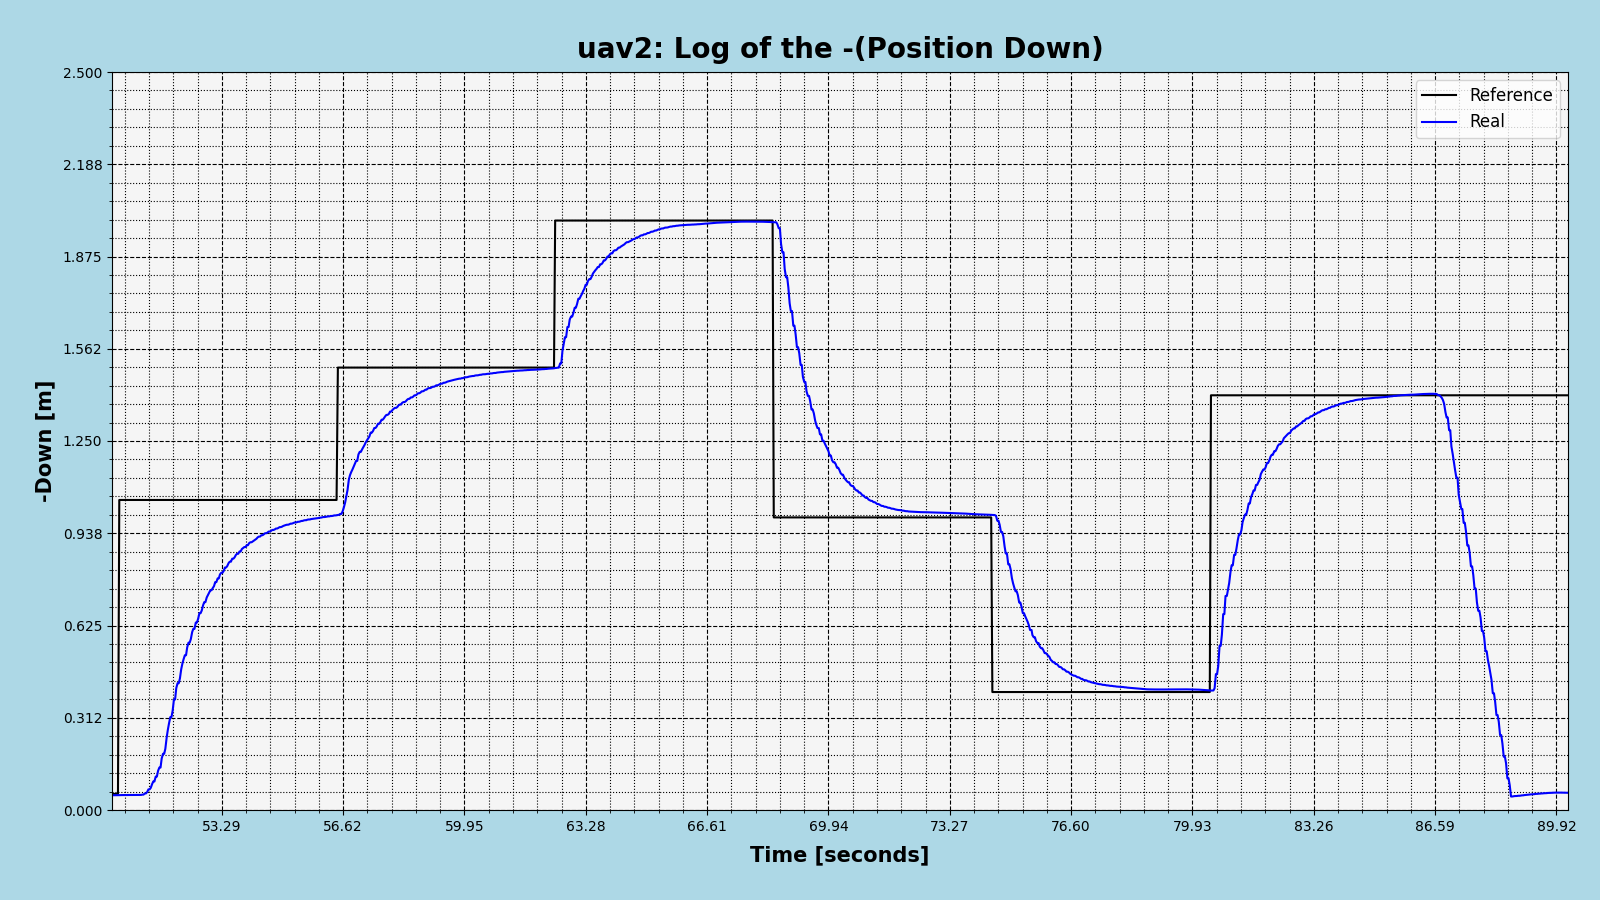 uav2: Log of the -(Position Down)
Reference
Real
2.500
2.188
1.875
1.562
1.250
0.938
0.625
0.312
0.000
-Down [m]
53.29 56.62 59.95 63.28 66.61 69.94 73.27 76.60 79.93 83.26 86.59 89.92
Time [seconds]